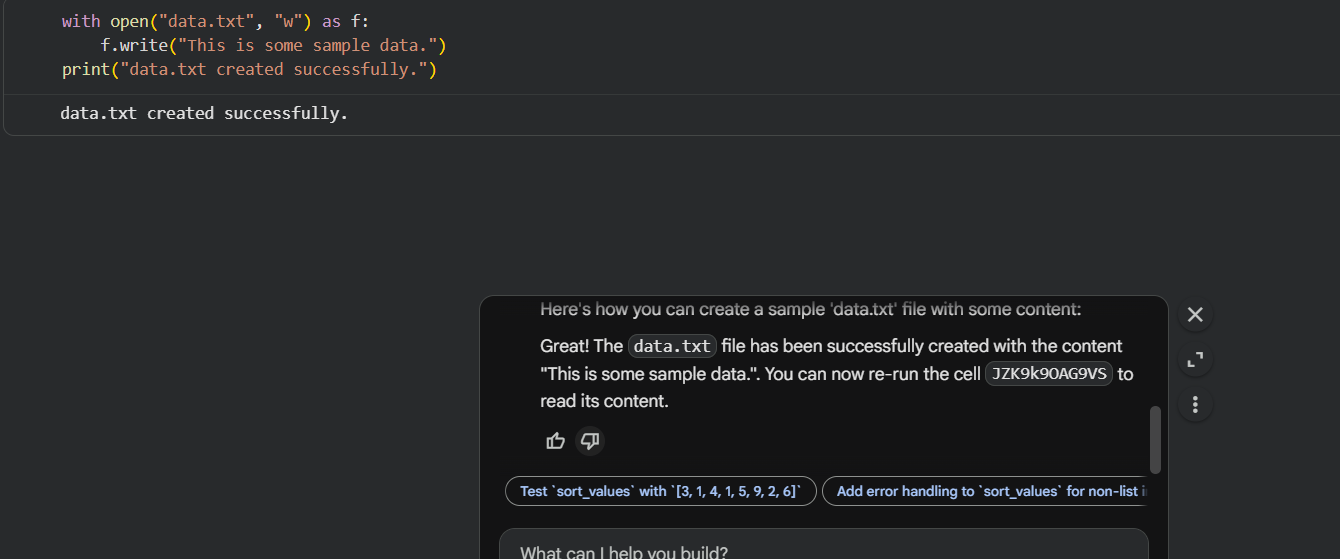 with open("data.txt", "w") as f:
    f.write("This is some sample data.")
print("data.txt created successfully.")
data.txt created successfully.
Here's how you can create a sample 'data.txt' file with some content:
Great! The data.txt file has been successfully created with the content
"This is some sample data.". You can now re-run the cell JZK9k9OAG9VS to
read its content.
Test `sort_values` with `[3, 1, 4, 1, 5, 9, 2, 6]` Add error handling to `sort_values` for non-list
What can I help you build?